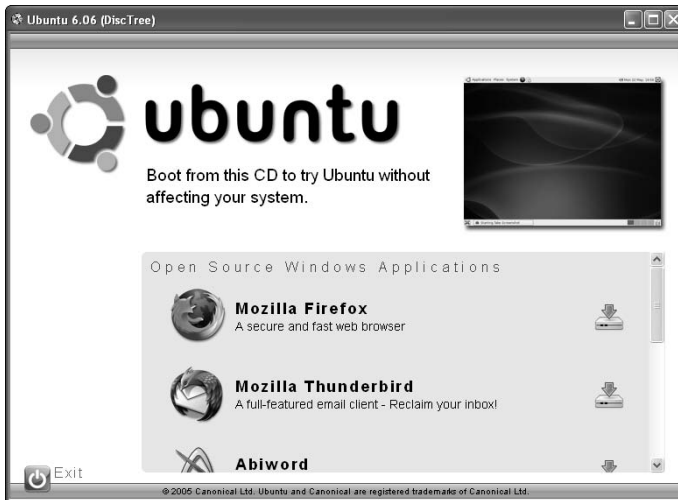 Ubuntu 6.06 (DiscTree)
ubuntu
Boot from this CD to try Ubuntu without
affecting your system.
Open Source Windows Applications
Mozilla Firefox
A secure and fast web browser
Mozilla Thunderbird
A full-featured email client - Reclaim your inbox!
Abiword
Exit
© 2005 Canonical Ltd. Ubuntu and Canonical are registered trademarks of Canonical Ltd.